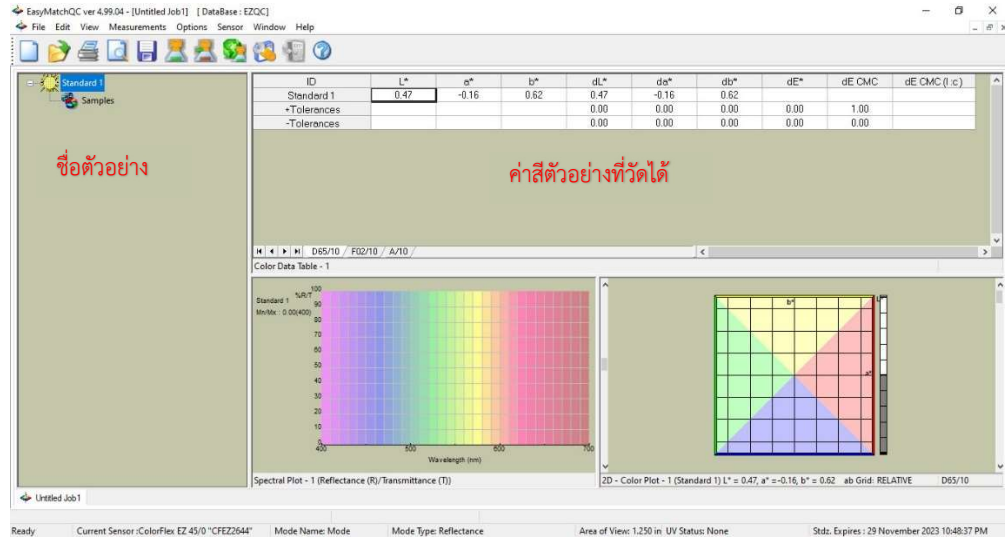 EasyMatchQC ver 4.99.04 - [Untitled Job1] [ DataBase : EZQC]
File Edit View Measurements Options Sensor Window Help
Standard 1
Samples
ชื่อตัวอย่าง
ID L* a* b* dL* da* db* dE* dE CMC dE CMC (l :c )
Standard 1 0.47 -0.16 0.62 0.47 -0.16 0.62
+Tolerances 0.00 0.00 0.00 0.00 1.00
-Tolerances 0.00 0.00 0.00 0.00 0.00
ค่าสีตัวอย่างที่วัดได้
D65/10 / F02/10 / A/10
Color Data Table - 1
Standard 1 %R/T
Mn/Mx : 0.00(400)
100
90
80
70
60
50
40
30
20
10
0
400 500 600 700
Wavelength (nm)
Spectral Plot - 1 (Reflectance (R)/Transmittance (T))
b* L*
a*
2D - Color Plot - 1 (Standard 1) L* = 0.47, a* =-0.16, b* = 0.62 ab Grid: RELATIVE D65/10
Untitled Job1
Ready Current Sensor :ColorFlex EZ 45/0 "CFEZ2644" Mode Name: Mode Mode Type: Reflectance Area of View: 1.250 in UV Status: None Stdz. Expires : 29 November 2023 10:48:37 PM